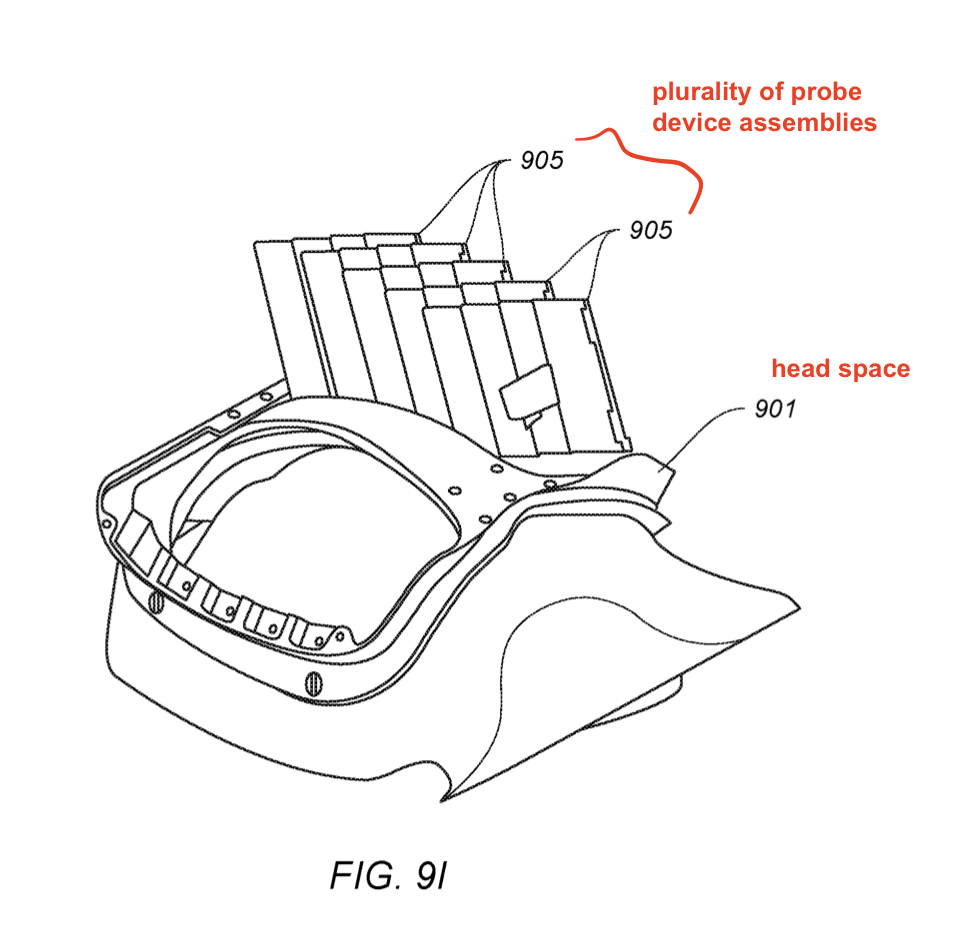 plurality of probe
device assemblies
905
905
head space
901
FIG. 9I